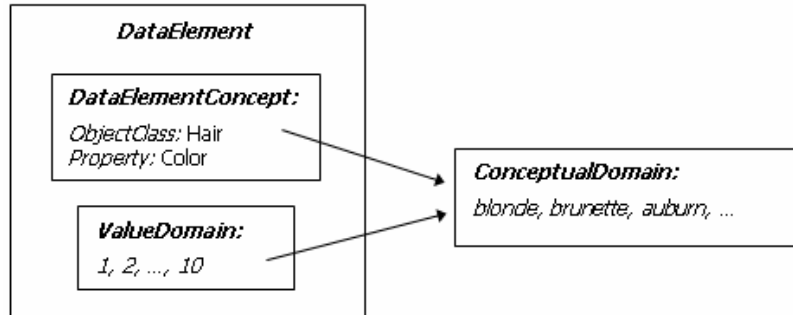 DataElement
DataElementConcept:
ObjectClass: Hair
Property: Color
ValueDomain:
1, 2, ..., 10
ConceptualDomain:
blonde, brunette, auburn, ...